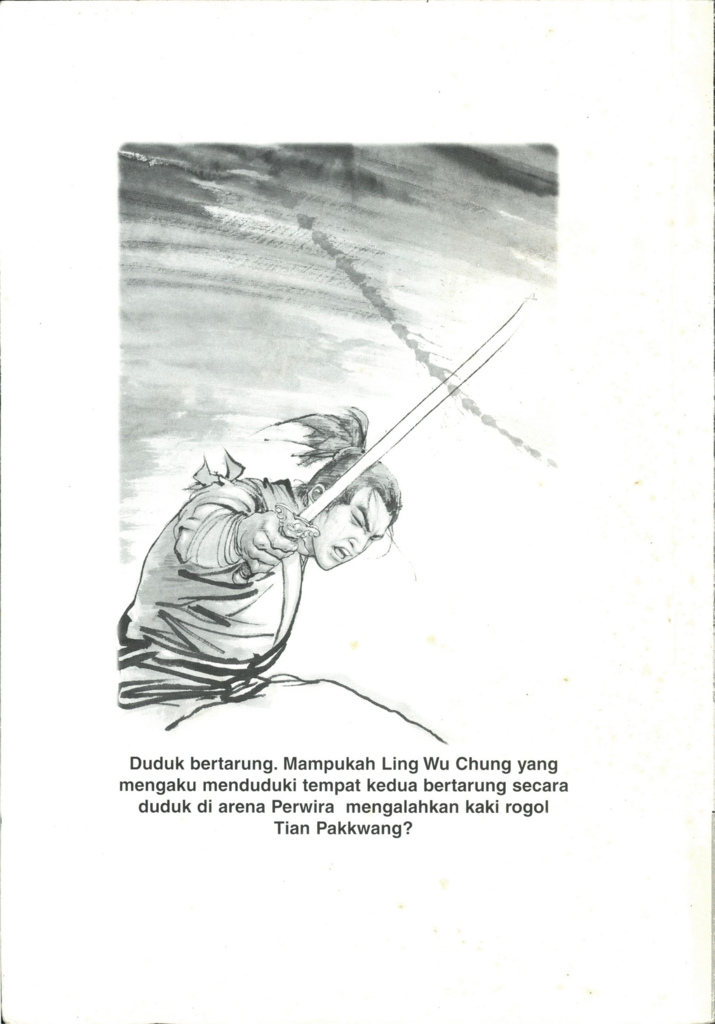 Duduk bertarung. Mampukah Ling Wu Chung yang
mengaku menduduki tempat kedua bertarung secara
duduk di arena Perwira mengalahkan kaki rogol
Tian Pakkwang?